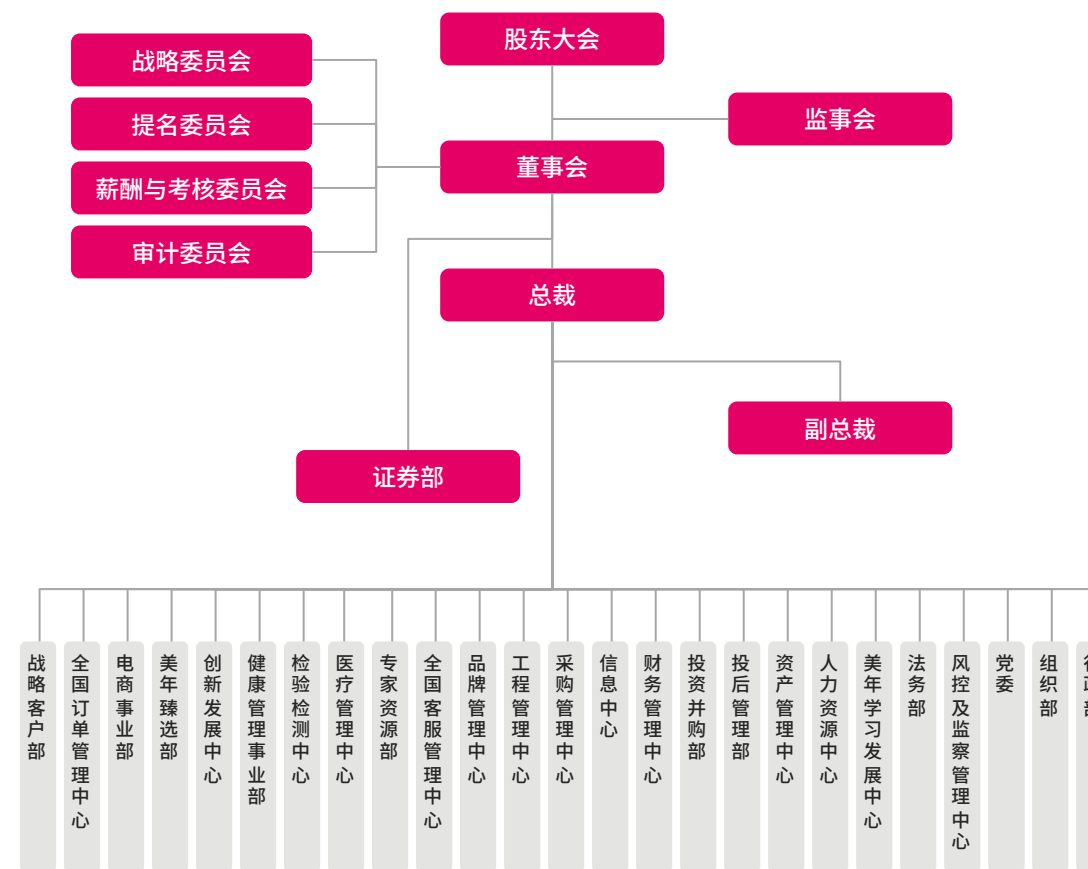 股东大会
战略委员会
提名委员会
监事会
董事会
薪酬与考核委员会
审计委员会
总裁
副总裁
证券部
战略客户部
全国订单管理中心
电商事业部
美年臻选部
创新发展中心
健康管理事业部
检验检测中心
医疗管理中心
专家资源部
全国客服管理中心
品牌管理中心
工程管理中心
采购管理中心
信息中心
财务管理中心
投资并购部
投后管理部
资产管理中心
人力资源中心
美年学习发展中心
法务部
风控及监察管理中心
党委
组织部